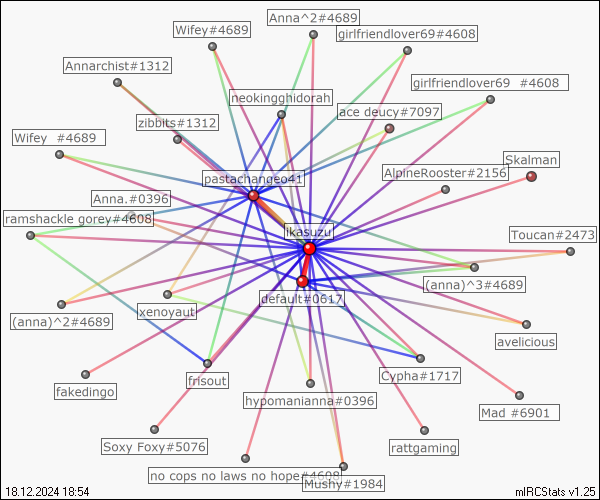 Anna^2#4689
Wifey#4689
girlfriendlover69#4608
Annarchist#1312
girlfriendlover69 #4608
neokingghidorah
ace deucy#7097
zibbits#1312
Wifey #4689
Skalman
AlpineRooster#2156
pastachange041
Anna.#0396
ramshackle gorey#4608
ikasuzu
Toucan#2473
(anna)^3#4689
default#0617
xenoyaut
(anna)^2#4689
avelicious
Cypha#1717
frisout
fakedingo
hypomanianna#0396
Mad #6901
Soxy Foxy#5076
rattgaming
no cops no laws no hope#4608
Mushy#1984
18.12.2024 18:54
mIRCStats v1.25